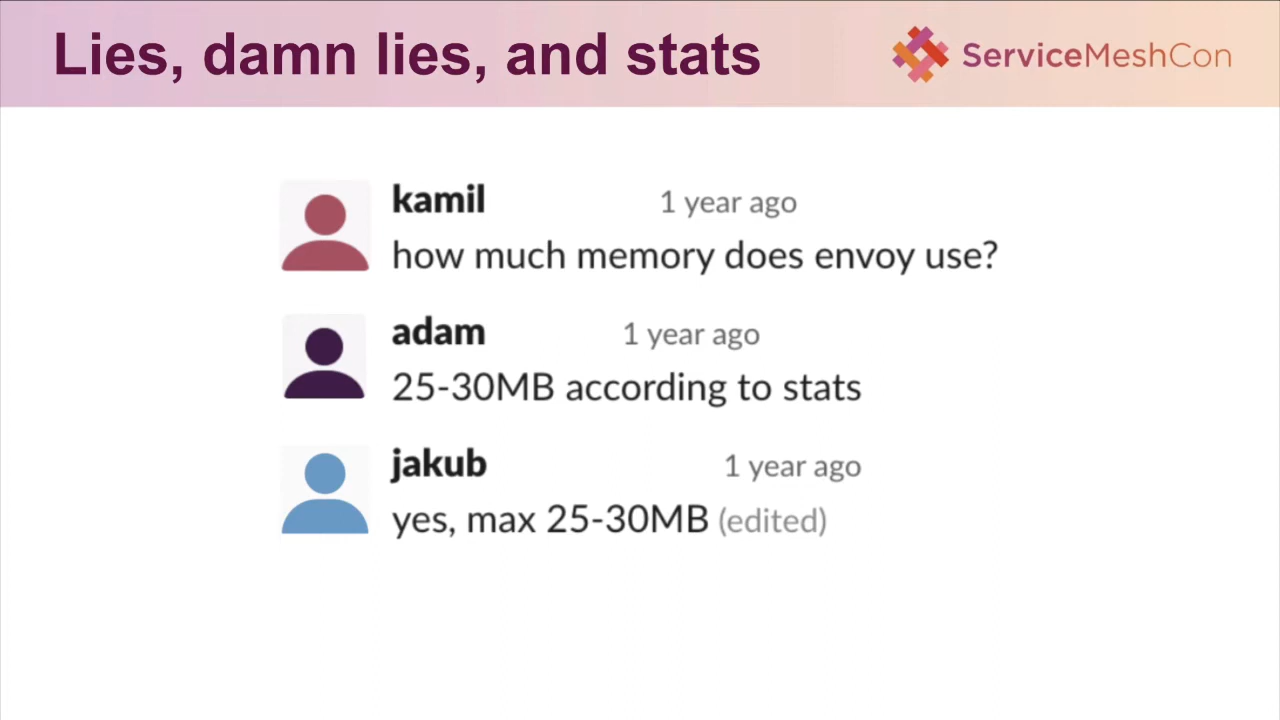 Lies, damn lies, and stats
ServiceMeshCon
kamil 1 year ago
how much memory does envoy use?
adam 1 year ago
25-30MB according to stats
jakub 1 year ago
yes, max 25-30MB (edited)